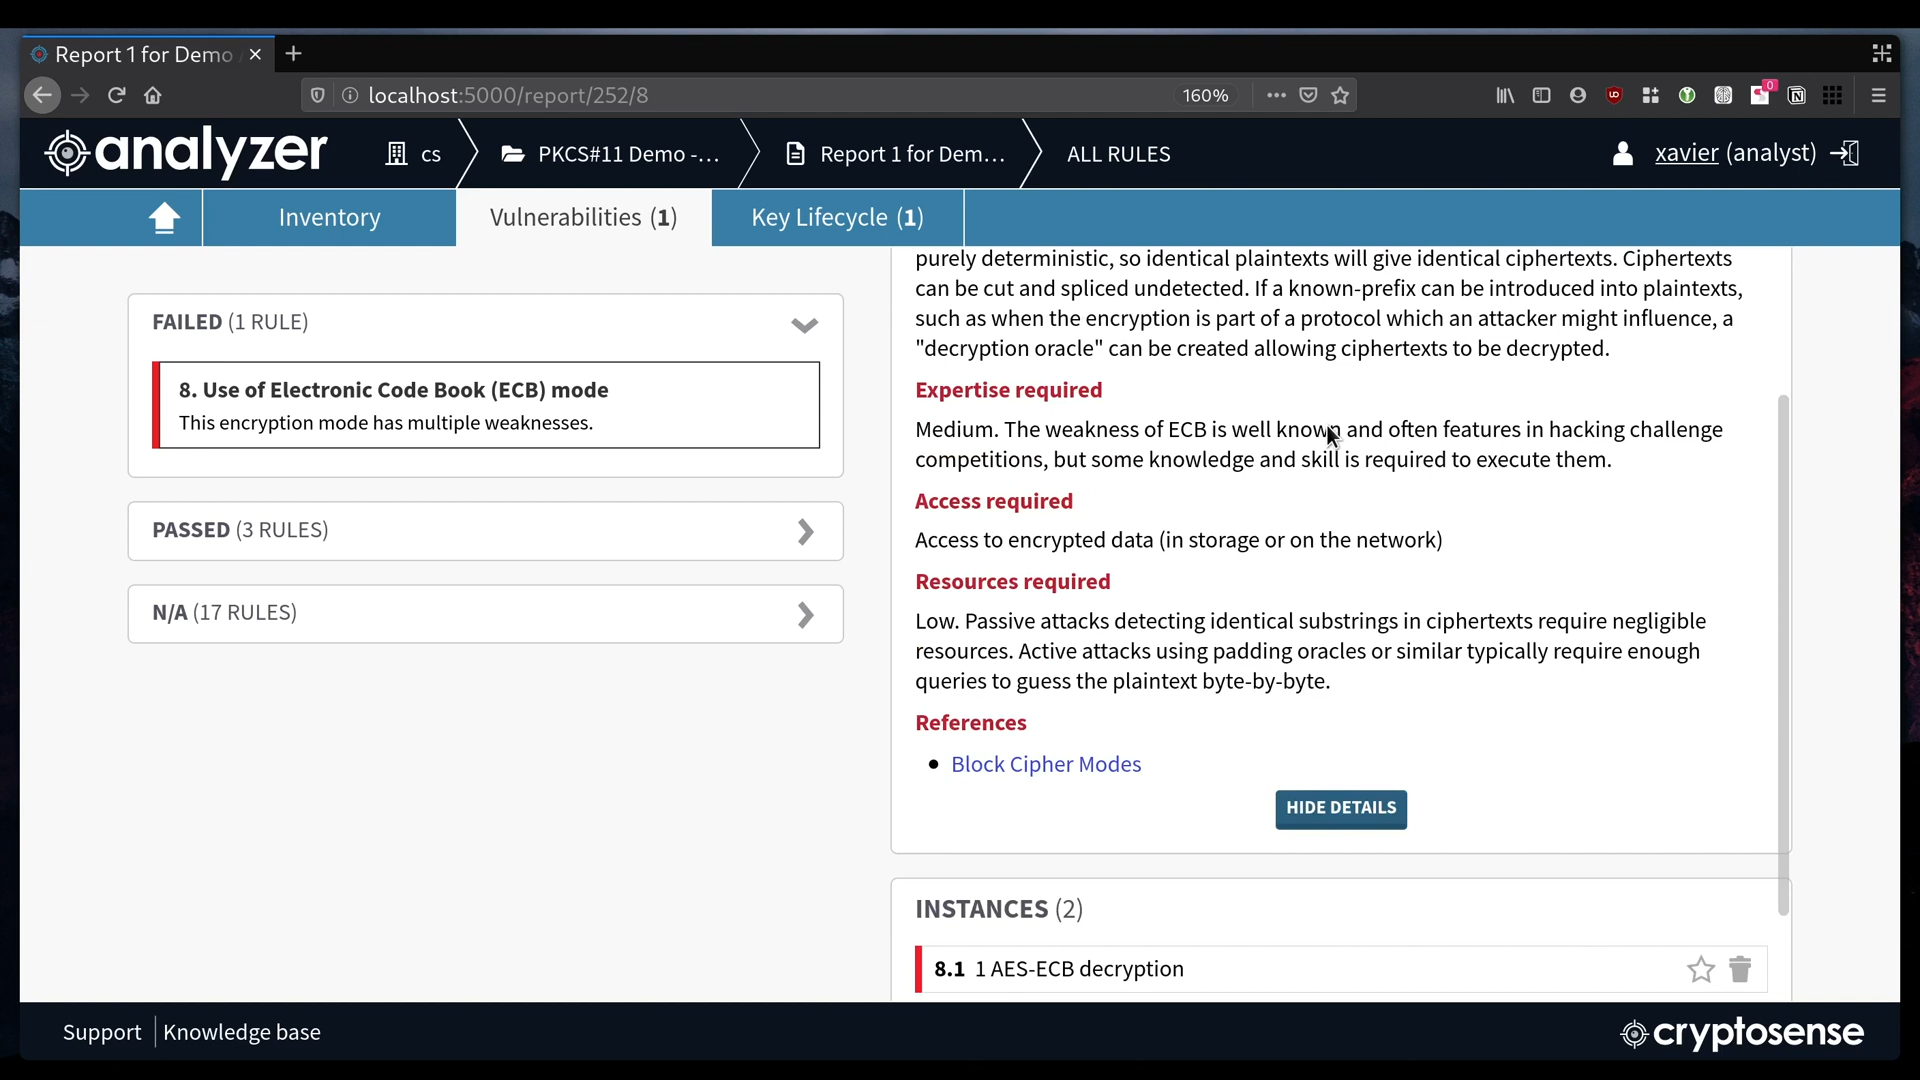 Report 1 for Demo
localhost:5000/report/252/8
160%
0
analyzer
cs
PKCS#11 Demo -...
Report 1 for Dem...
ALL RULES
xavier (analyst)
Inventory
Vulnerabilities (1)
Key Lifecycle (1)
FAILED (1 RULE)
8. Use of Electronic Code Book (ECB) mode
This encryption mode has multiple weaknesses.
PASSED (3 RULES)
N/A (17 RULES)
purely deterministic, so identical plaintexts will give identical ciphertexts. Ciphertexts
can be cut and spliced undetected. If a known-prefix can be introduced into plaintexts,
such as when the encryption is part of a protocol which an attacker might influence, a
"decryption oracle" can be created allowing ciphertexts to be decrypted.
Expertise required
Medium. The weakness of ECB is well known and often features in hacking challenge
competitions, but some knowledge and skill is required to execute them.
Access required
Access to encrypted data (in storage or on the network)
Resources required
Low. Passive attacks detecting identical substrings in ciphertexts require negligible
resources. Active attacks using padding oracles or similar typically require enough
queries to guess the plaintext byte-by-byte.
References
Block Cipher Modes
HIDE DETAILS
INSTANCES (2)
8.1 1 AES-ECB decryption
Support
Knowledge base
cryptosense